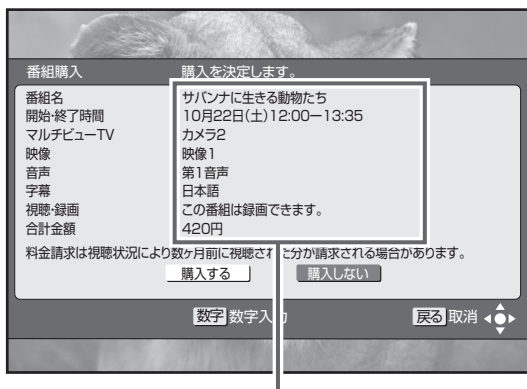 番組購入 購入を決定します。
番組名 サバンナに生きる動物たち
開始・終了時間 10月22日(土)12:00ー13:35
マルチビューTV カメラ2
映像 映像1
音声 第1音声
字幕 日本語
視聴・録画 この番組は録画できます。
合計金額 420円
料金請求は視聴状況により数ヶ月前に視聴された分が請求される場合があります。
購入する 購入しない
数字 数字入力 戻る 取消